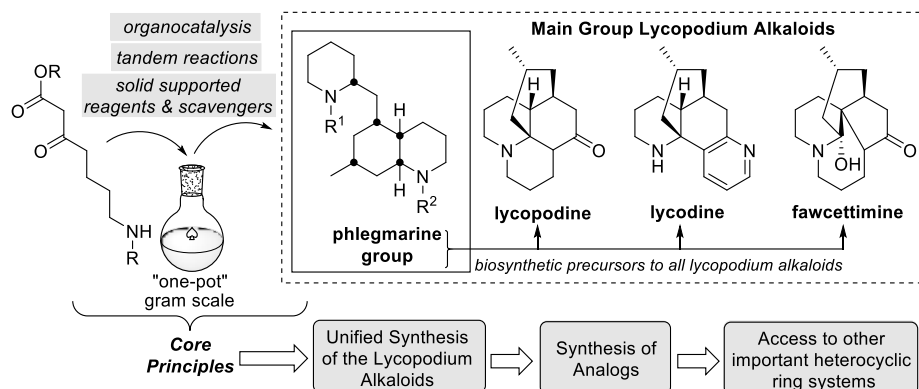 organocatalysis
tandem reactions
solid supported
reagents & scavengers
OR
O
O
NH
R
"one-pot"
gram scale
Core
Principles
Main Group Lycopodium Alkaloids
N
R1
H
H
N
R2
phlegmarine
group
H
N
O
lycopodine
H
N
H
N
lycodine
N
OH
O
fawcettimine
biosynthetic precursors to all lycopodium alkaloids
Unified Synthesis
of the Lycopodium
Alkaloids
Synthesis of
Analogs
Access to other
important heterocyclic
ring systems